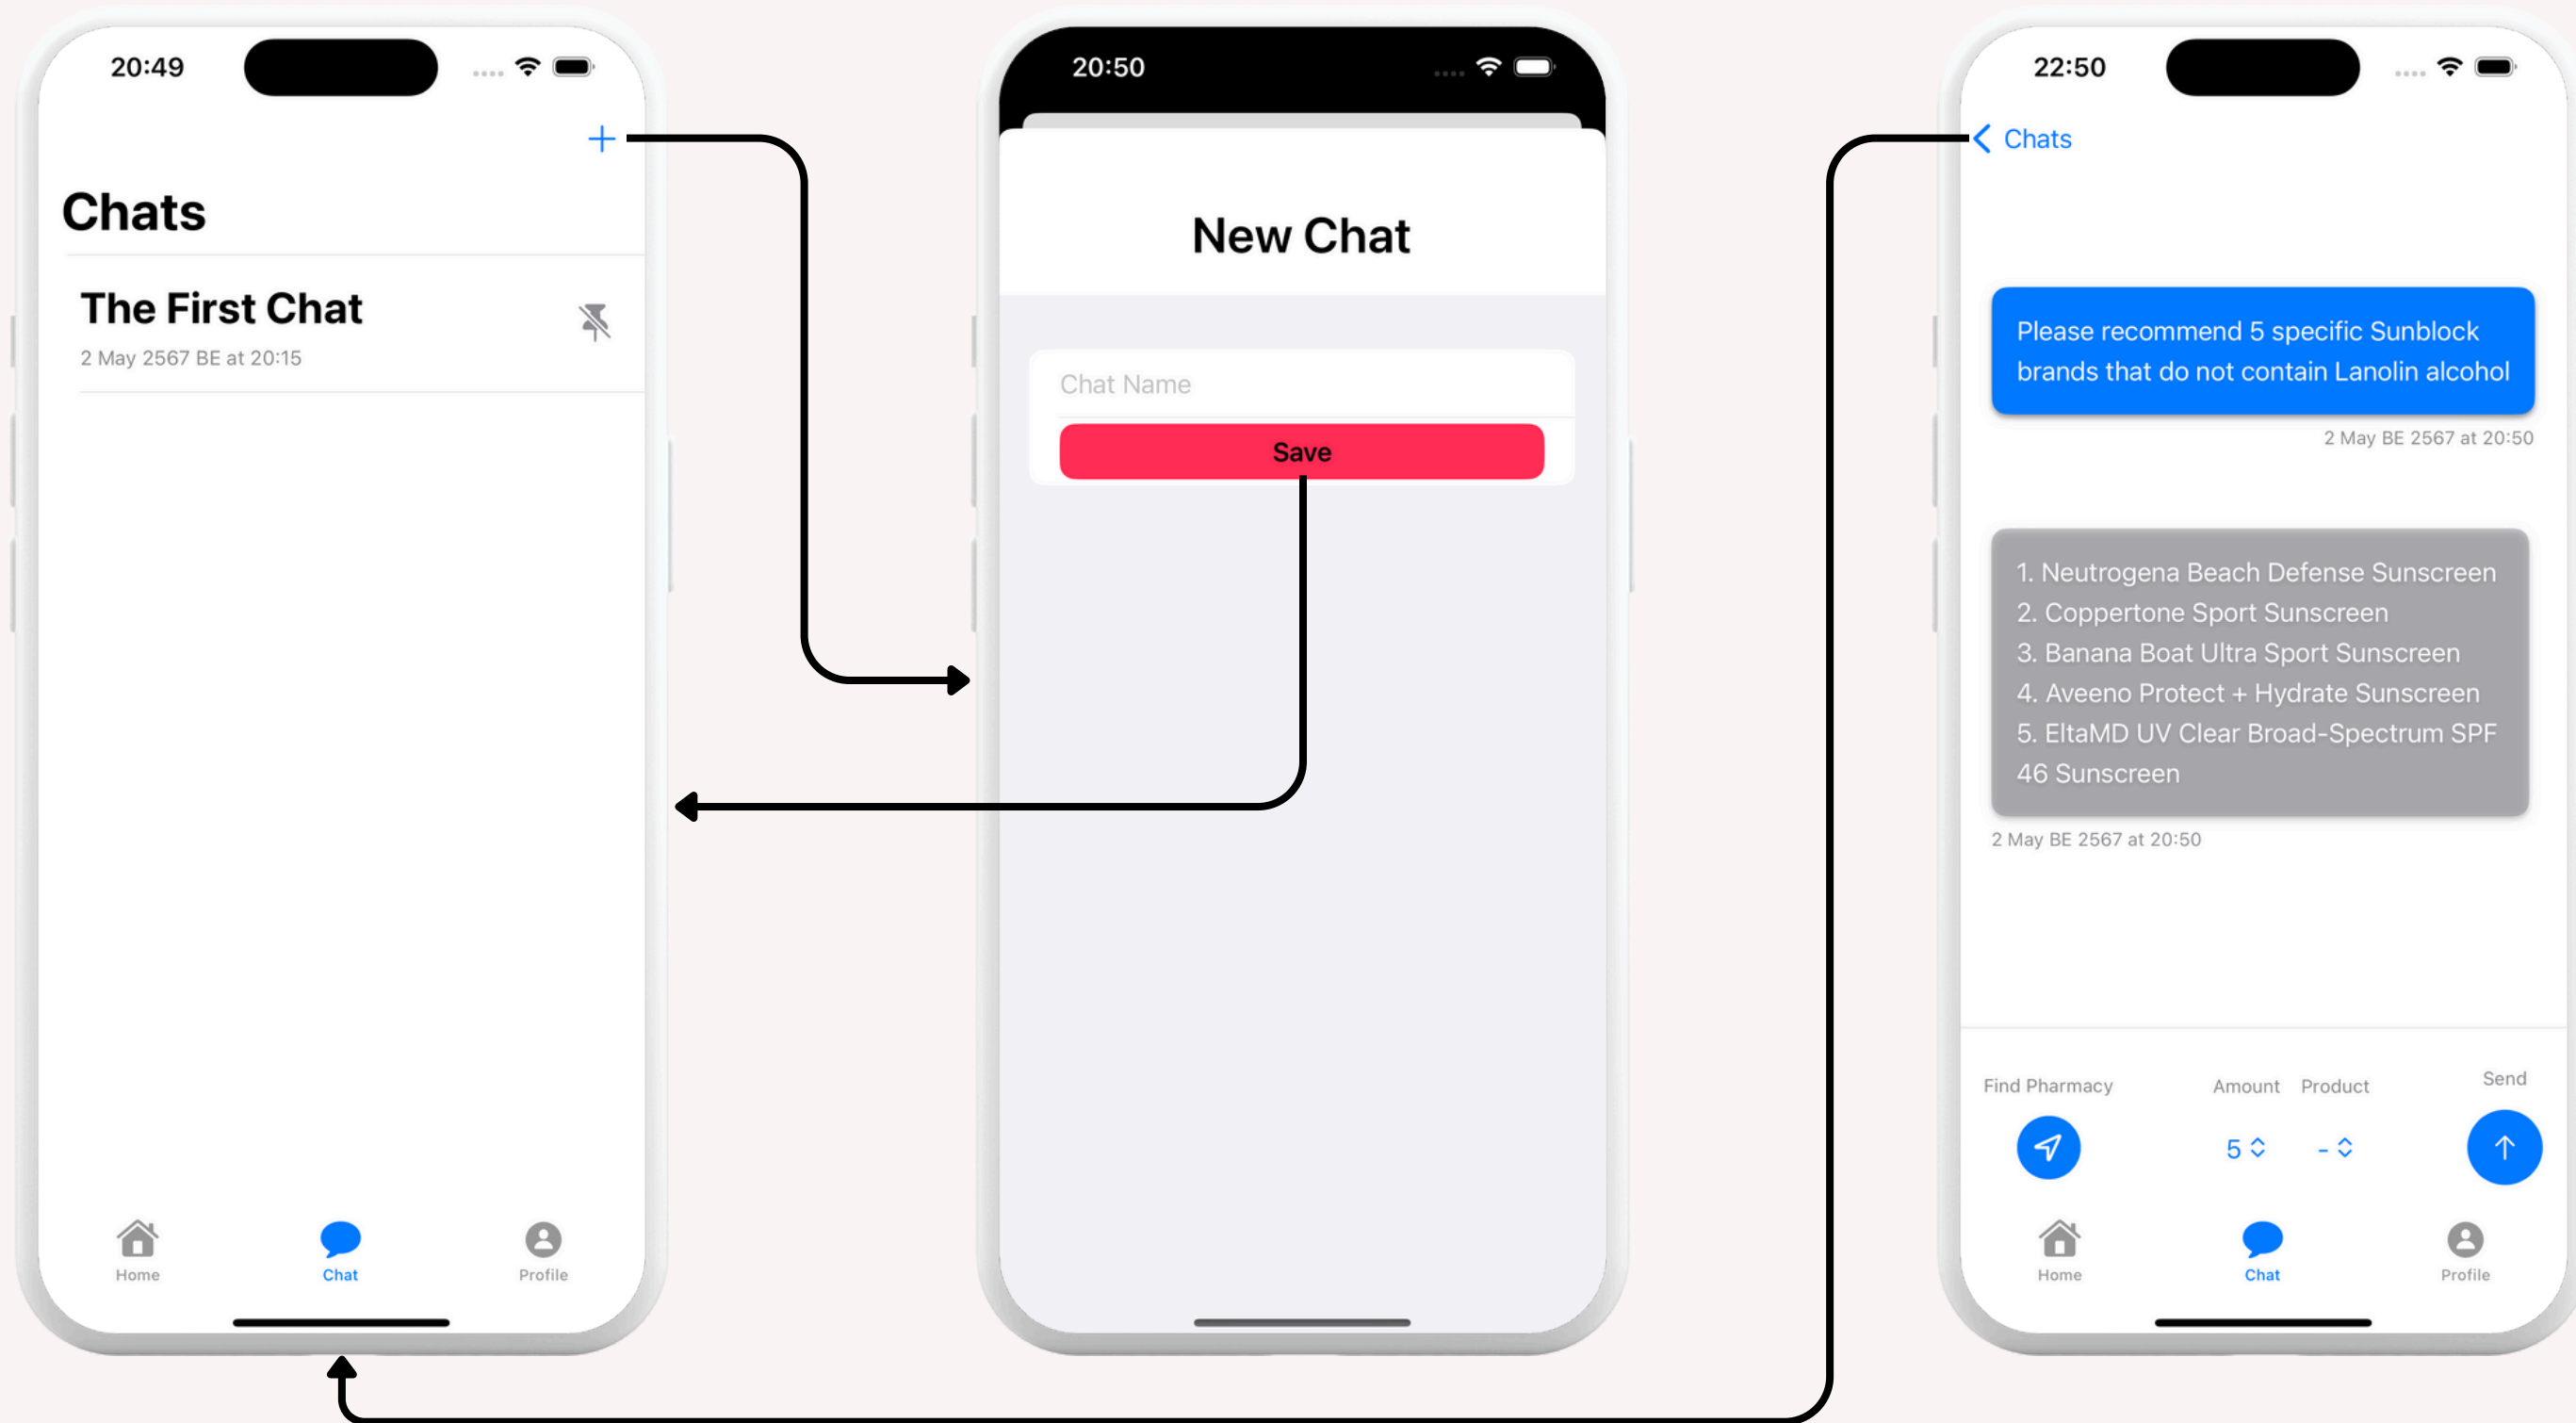 20:49
Chats
The First Chat
2 May 2567 BE at 20:15
Home
Chat
Profile
20:50
New Chat
Chat Name
Save
22:50
Chats
Please recommend 5 specific Sunblock
brands that do not contain Lanolin alcohol
2 May BE 2567 at 20:50
1. Neutrogena Beach Defense Sunscreen
2. Coppertone Sport Sunscreen
3. Banana Boat Ultra Sport Sunscreen
4. Aveeno Protect + Hydrate Sunscreen
5. EltaMD UV Clear Broad-Spectrum SPF
46 Sunscreen
2 May BE 2567 at 20:50
Find Pharmacy
Amount
Product
Send
5
-
Home
Chat
Profile